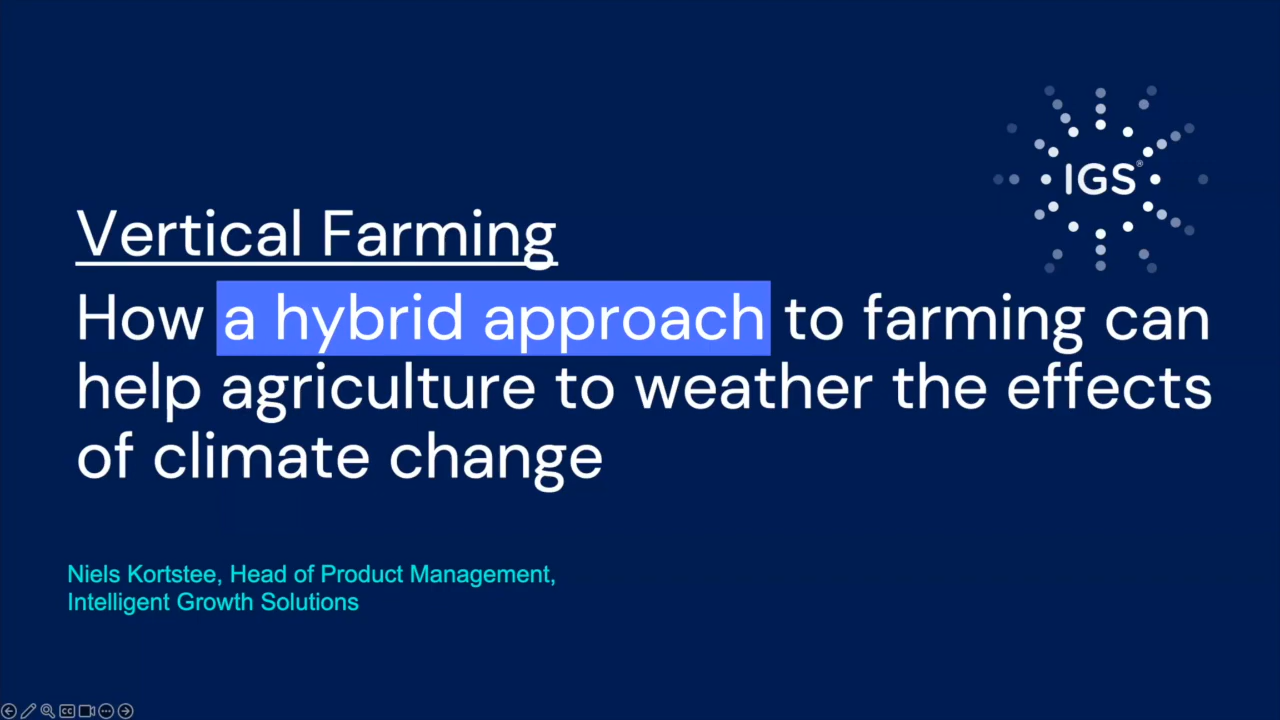 IGS®
Vertical Farming
How a hybrid approach to farming can
help agriculture to weather the effects
of climate change
Niels Kortstee, Head of Product Management,
Intelligent Growth Solutions
CC